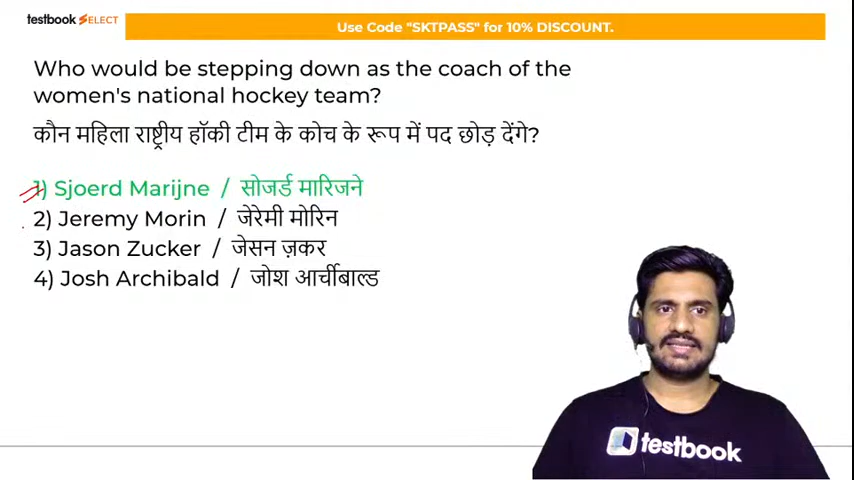 testbook SELECT
Use Code "SKTPASS" for 10% DISCOUNT.
Who would be stepping down as the coach of the
women's national hockey team?
कौन महिला राष्ट्रीय हॉकी टीम के कोच के रूप में पद छोड़ देंगे?
1) Sjoerd Marijne / सोजर्ड मारिजने
2) Jeremy Morin / जेरेमी मोरिन
3) Jason Zucker / जेसन ज़कर
4) Josh Archibald / जोश आर्चीबाल्ड
testbook